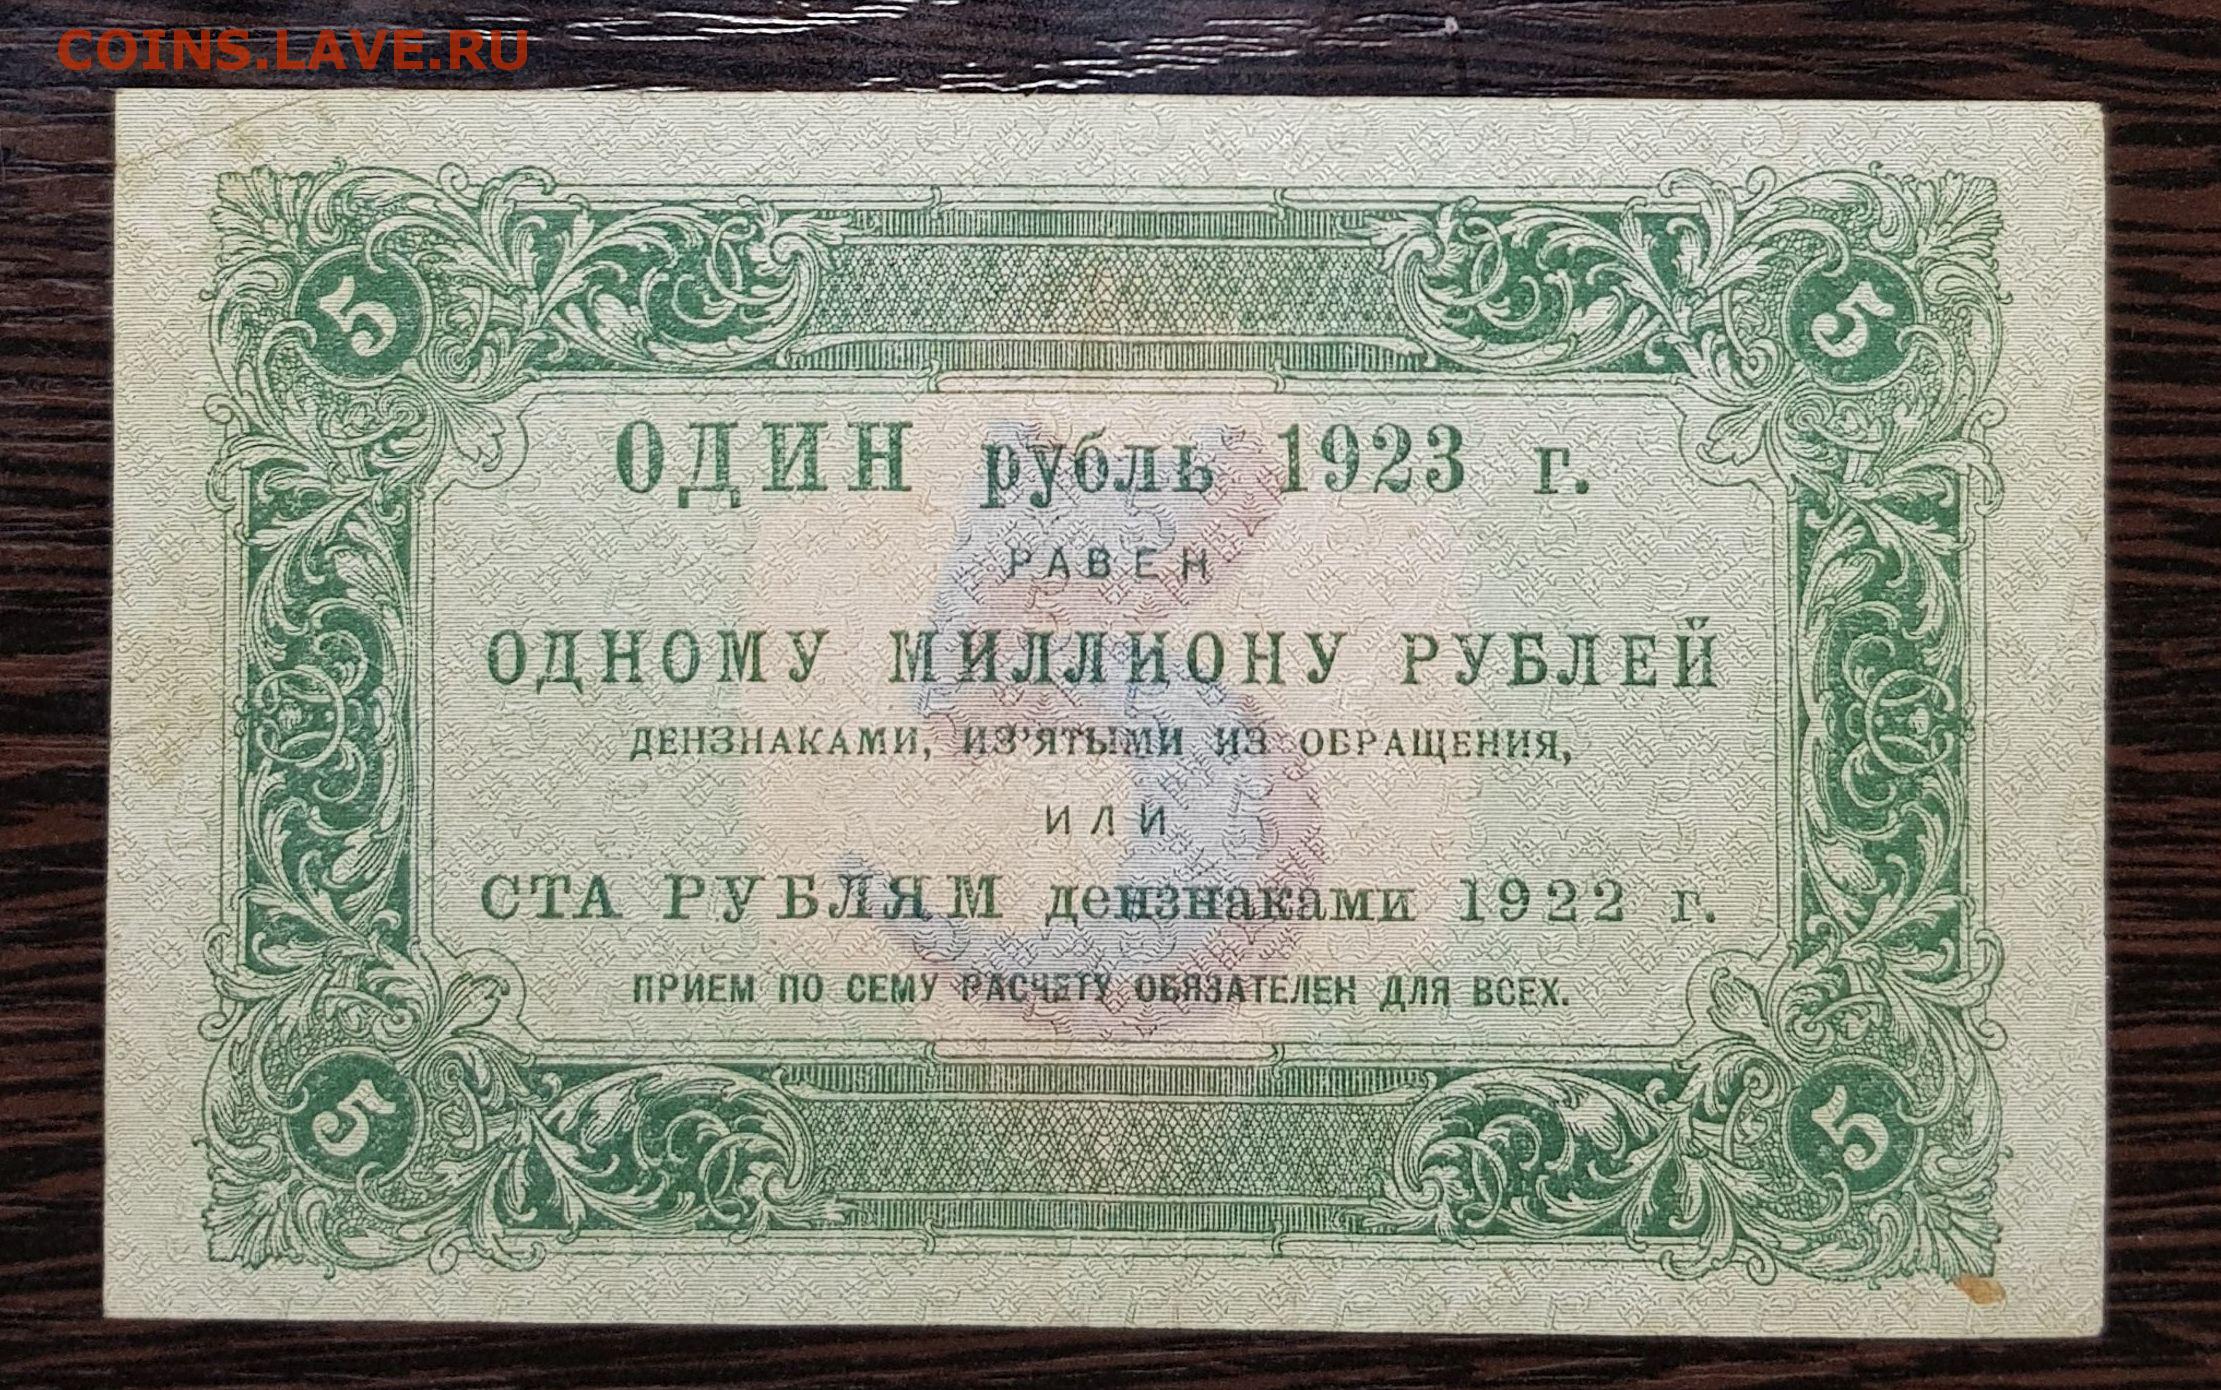 COINS.LAVE.RU
5 5
ОДИН рубль 1923 г.
РАВЕН
ОДНОМУ МИЛЛИОНУ РУБЛЕЙ
ДЕНЗНАКАМИ, ИЗ'ЯТЫМИ ИЗ ОБРАЩЕНИЯ,
ИЛИ
СТА РУБЛЯМ дензнаками 1922 г.
ПРИЕМ ПО СЕМУ РАСЧЕТУ ОБЯЗАТЕЛЕН ДЛЯ ВСЕХ.
5
5 5